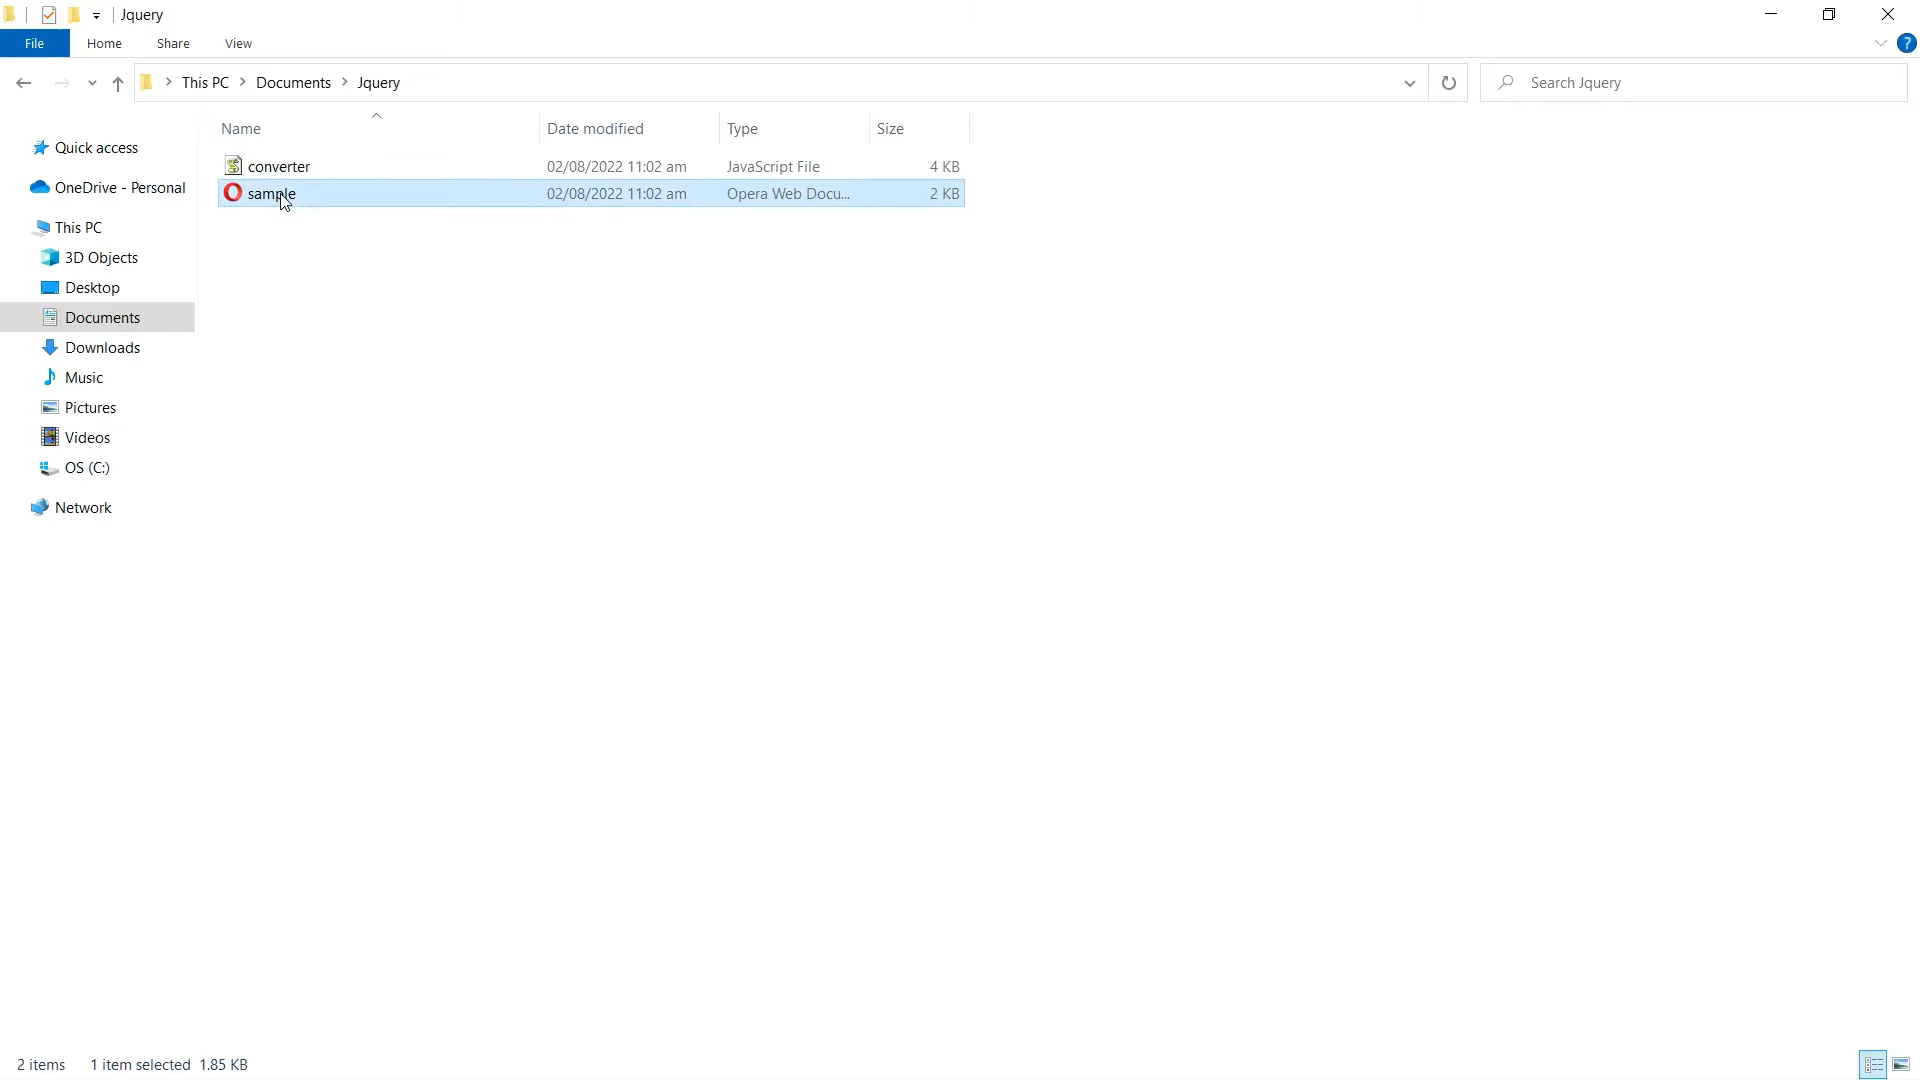 Jquery
File Home Share View
This PC Documents Jquery
Search Jquery
Name Date modified Type Size
converter 02/08/2022 11:02 am JavaScript File 4 KB
sample 02/08/2022 11:02 am Opera Web Docu... 2 KB
Quick access
OneDrive - Personal
This PC
3D Objects
Desktop
Documents
Downloads
Music
Pictures
Videos
OS (C:)
Network
2 items 1 item selected 1.85 KB